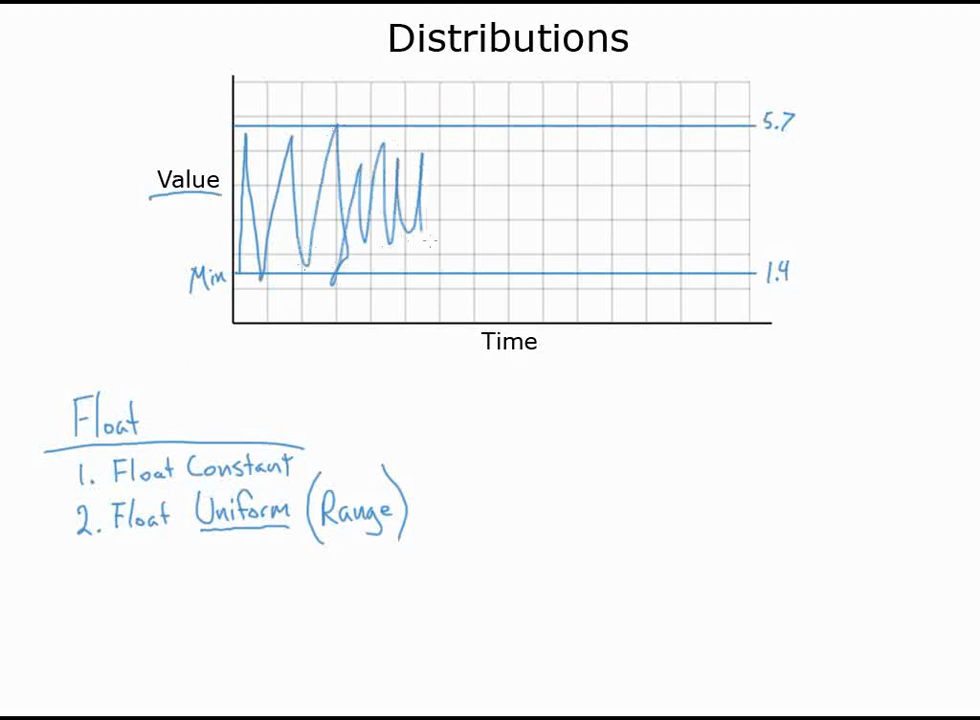 Distributions
5.7
Value
Min
1.4
Time
Float
1. Float Constant
2. Float Uniform (Range)